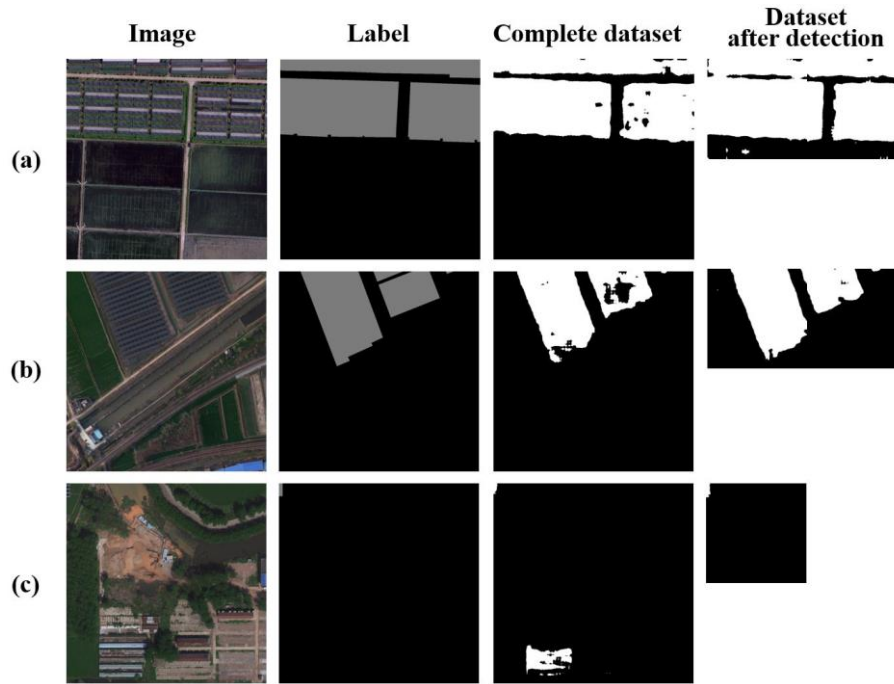 Image
Label
Complete dataset
Dataset
after detection
(a)
(b)
(c)